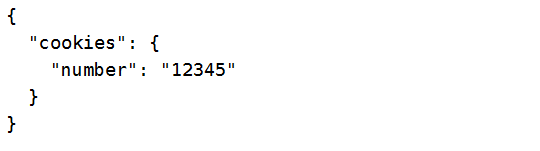 {
  "cookies": {
    "number": "12345"
  }
}